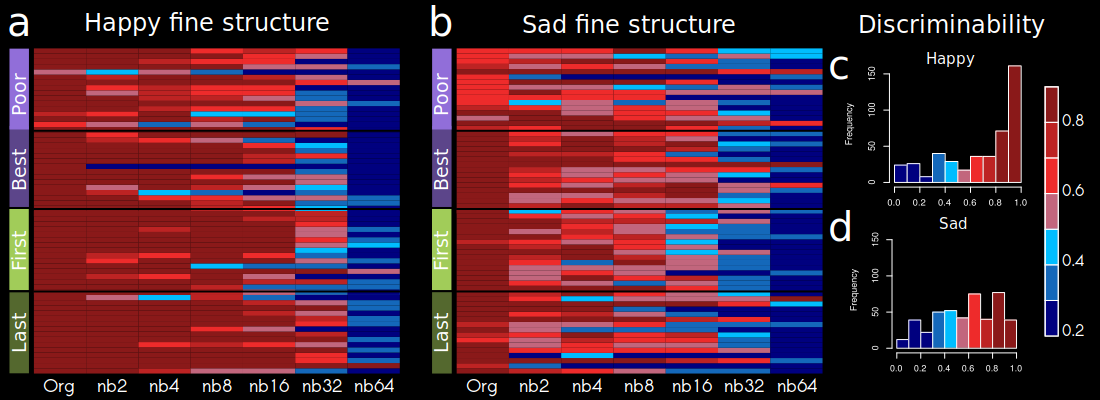 a Happy fine structure
Poor
Best
First
Last
Org nb2 nb4 nb8 nb16 nb32 nb64
b Sad fine structure
Poor
Best
First
Last
Org nb2 nb4 nb8 nb16 nb32 nb64
Discriminability
c Happy
Frequency
0 50 100 150
0.0 0.2 0.4 0.6 0.8 1.0
d Sad
Frequency
0 50 100 150
0.0 0.2 0.4 0.6 0.8 1.0
0.8
0.6
0.4
0.2